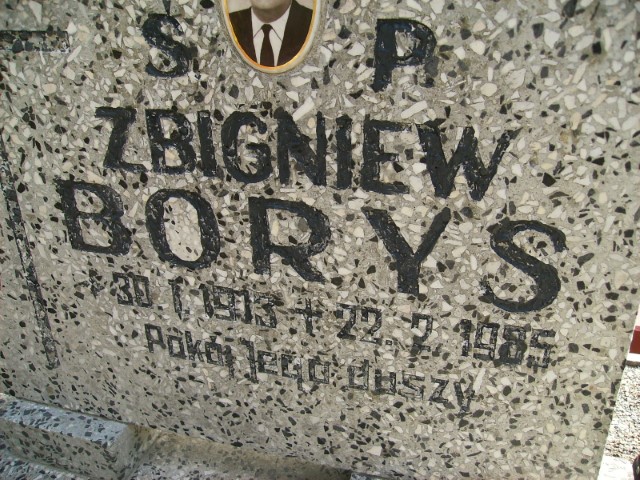 Ś P
ZBIGNIEW
BORYS
* 30.1.1913 + 22.2.1985
Pokój Jego duszy